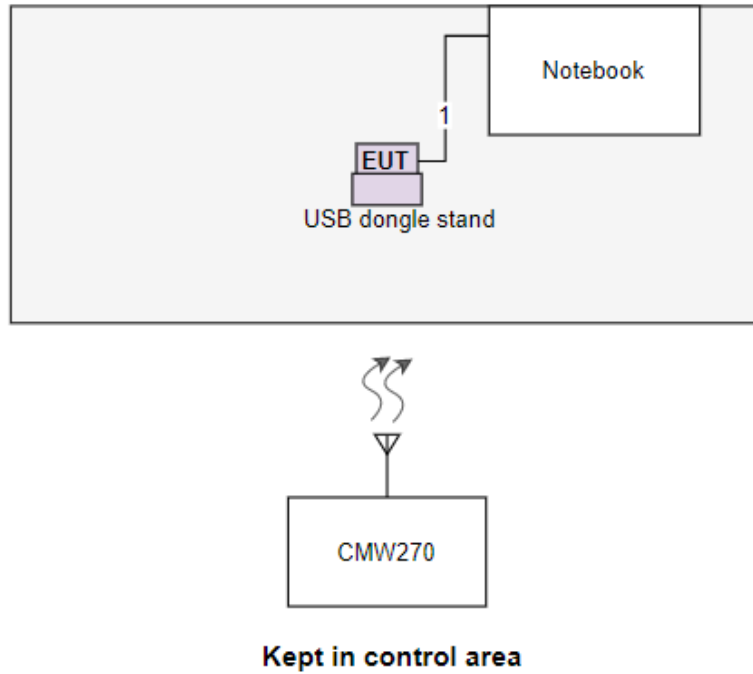 Notebook
1
EUT
USB dongle stand
CMW270
Kept in control area